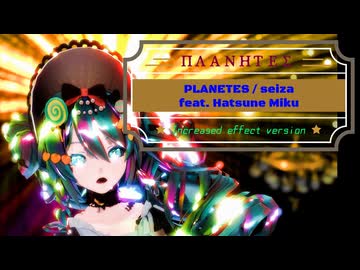 ΠΛΑΝΗΤΕΣ
PLANETES / seiza
feat. Hatsune Miku
★ increased effect version ★